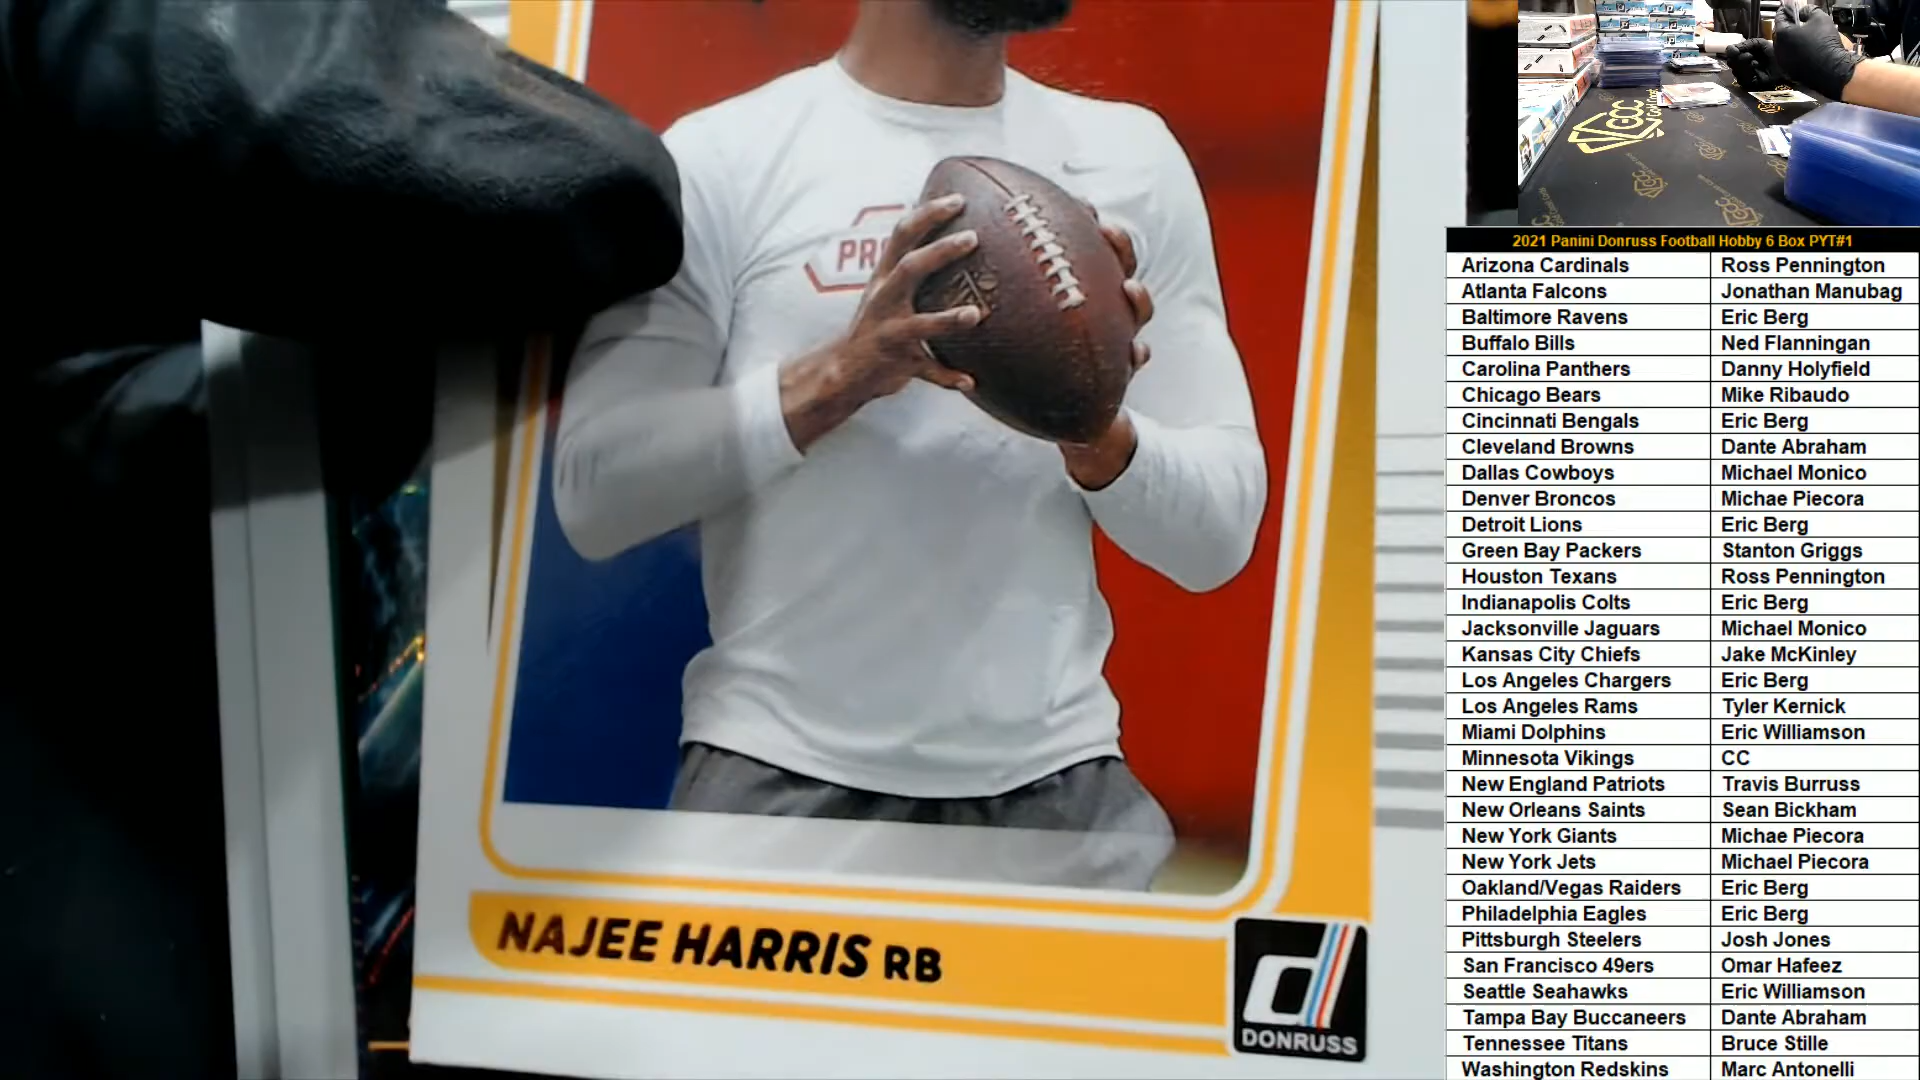 PR
NAJEE HARRIS RB
DONRUSS
GCC
2021 Panini Donruss Football Hobby 6 Box PYT#1
Arizona Cardinals Ross Pennington
Atlanta Falcons Jonathan Manubag
Baltimore Ravens Eric Berg
Buffalo Bills Ned Flanningan
Carolina Panthers Danny Holyfield
Chicago Bears Mike Ribaudo
Cincinnati Bengals Eric Berg
Cleveland Browns Dante Abraham
Dallas Cowboys Michael Monico
Denver Broncos Michae Piecora
Detroit Lions Eric Berg
Green Bay Packers Stanton Griggs
Houston Texans Ross Pennington
Indianapolis Colts Eric Berg
Jacksonville Jaguars Michael Monico
Kansas City Chiefs Jake McKinley
Los Angeles Chargers Eric Berg
Los Angeles Rams Tyler Kernick
Miami Dolphins Eric Williamson
Minnesota Vikings CC
New England Patriots Travis Burruss
New Orleans Saints Sean Bickham
New York Giants Michae Piecora
New York Jets Michael Piecora
Oakland/Vegas Raiders Eric Berg
Philadelphia Eagles Eric Berg
Pittsburgh Steelers Josh Jones
San Francisco 49ers Omar Hafeez
Seattle Seahawks Eric Williamson
Tampa Bay Buccaneers Dante Abraham
Tennessee Titans Bruce Stille
Washington Redskins Marc Antonelli